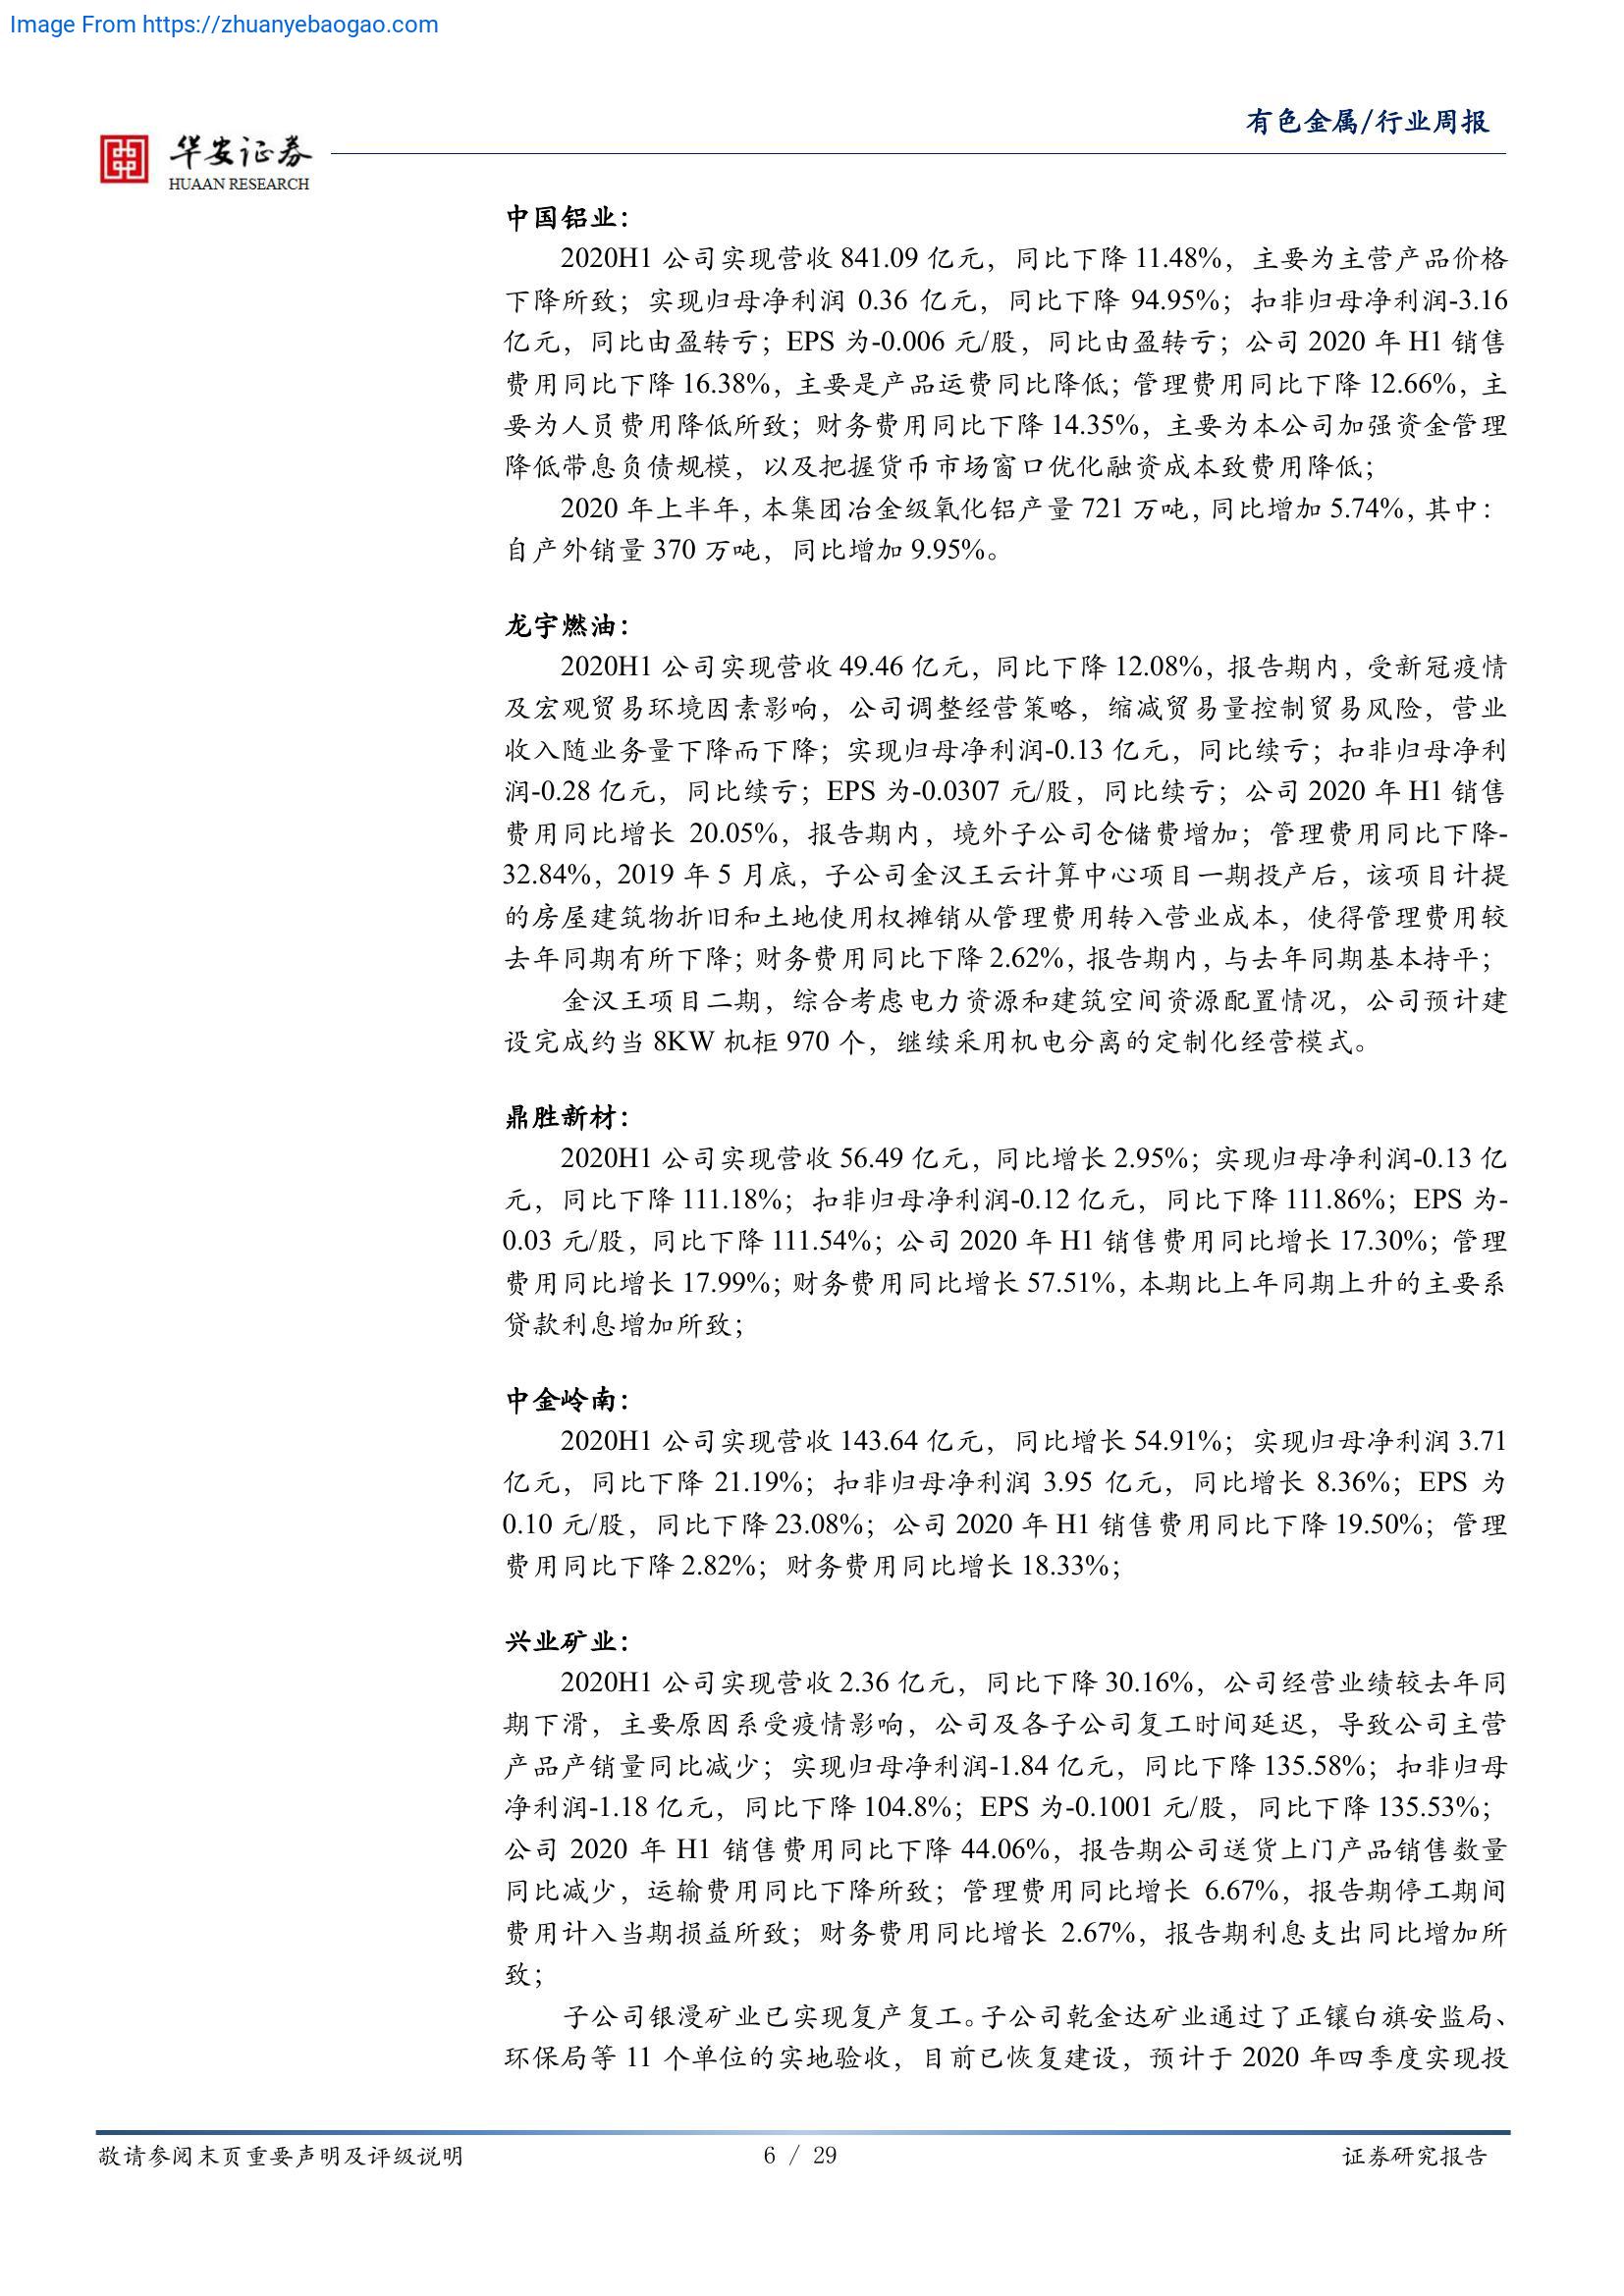 Image From https://zhuanyebaogao.com
有色金属/行业周报
华安证券
HUAAN RESEARCH
中国铝业：
2020H1 公司实现营收 841.09 亿元，同比下降 11.48%，主要为主营产品价格
下降所致；实现归母净利润 0.36 亿元，同比下降 94.95%；扣非归母净利润-3.16
亿元，同比由盈转亏；EPS 为-0.006 元/股，同比由盈转亏；公司 2020 年 H1 销售
费用同比下降 16.38%，主要是产品运费同比降低；管理费用同比下降 12.66%，主
要为人员费用降低所致；财务费用同比下降 14.35%，主要为本公司加强资金管理
降低带息负债规模，以及把握货币市场窗口优化融资成本致费用降低；
2020 年上半年，本集团冶金级氧化铝产量 721 万吨，同比增加 5.74%，其中：
自产外销量 370 万吨，同比增加 9.95%。
龙宇燃油：
2020H1 公司实现营收 49.46 亿元，同比下降 12.08%，报告期内，受新冠疫情
及宏观贸易环境因素影响，公司调整经营策略，缩减贸易量控制贸易风险，营业
收入随业务量下降而下降；实现归母净利润-0.13 亿元，同比续亏；扣非归母净利
润-0.28 亿元，同比续亏；EPS 为-0.0307 元/股，同比续亏；公司 2020 年 H1 销售
费用同比增长 20.05%，报告期内，境外子公司仓储费增加；管理费用同比下降-
32.84%，2019 年 5 月底，子公司金汉王云计算中心项目一期投产后，该项目计提
的房屋建筑物折旧和土地使用权摊销从管理费用转入营业成本，使得管理费用较
去年同期有所下降；财务费用同比下降 2.62%，报告期内，与去年同期基本持平；
金汉王项目二期，综合考虑电力资源和建筑空间资源配置情况，公司预计建
设完成约当 8KW 机柜 970 个，继续采用机电分离的定制化经营模式。
鼎胜新材：
2020H1 公司实现营收 56.49 亿元，同比增长 2.95%；实现归母净利润-0.13 亿
元，同比下降 111.18%；扣非归母净利润-0.12 亿元，同比下降 111.86%；EPS 为-
0.03 元/股，同比下降 111.54%；公司 2020 年 H1 销售费用同比增长 17.30%；管理
费用同比增长 17.99%；财务费用同比增长 57.51%，本期比上年同期上升的主要系
贷款利息增加所致；
中金岭南：
2020H1 公司实现营收 143.64 亿元，同比增长 54.91%；实现归母净利润 3.71
亿元，同比下降 21.19%；扣非归母净利润 3.95 亿元，同比增长 8.36%；EPS 为
0.10 元/股，同比下降 23.08%；公司 2020 年 H1 销售费用同比下降 19.50%；管理
费用同比下降 2.82%；财务费用同比增长 18.33%；
兴业矿业：
2020H1 公司实现营收 2.36 亿元，同比下降 30.16%，公司经营业绩较去年同
期下滑，主要原因系受疫情影响，公司及各子公司复工时间延迟，导致公司主营
产品产销量同比减少；实现归母净利润-1.84 亿元，同比下降 135.58%；扣非归母
净利润-1.18 亿元，同比下降 104.8%；EPS 为-0.1001 元/股，同比下降 135.53%；
公司 2020 年 H1 销售费用同比下降 44.06%，报告期公司送货上门产品销售数量
同比减少，运输费用同比下降所致；管理费用同比增长 6.67%，报告期停工期间
费用计入当期损益所致；财务费用同比增长 2.67%，报告期利息支出同比增加所
致；
子公司银漫矿业已实现复产复工。子公司乾金达矿业通过了正镶白旗安监局、
环保局等 11 个单位的实地验收，目前已恢复建设，预计于 2020 年四季度实现投
敬请参阅末页重要声明及评级说明
6 / 29
证券研究报告